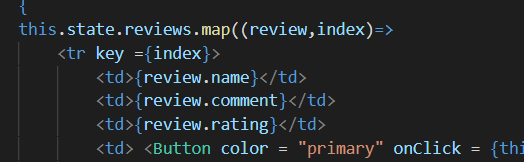 {
this.state.reviews.map((review,index)=>
<tr key ={index}>
<td>{review.name}</td>
<td>{review.comment}</td>
<td>{review.rating}</td>
<td> <Button color = "primary" onClick = {thi